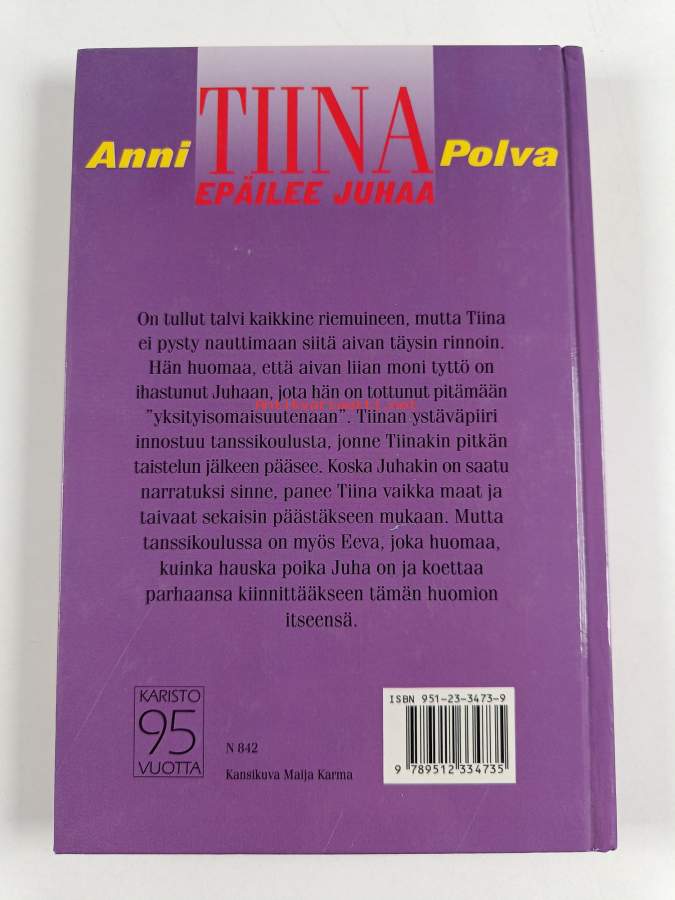 Anni TIINA Polva
EPÄILEE JUHAA
On tullut talvi kaikkine riemuineen, mutta Tiina
ei pysty nauttimaan siitä aivan täysin rinnoin.
Hän huomaa, että aivan liian moni tyttö on
ihastunut Juhaan, jota hän on tottunut pitämään
"yksityisomaisuutenaan". Tiinan ystäväpiiri
innostuu tanssikoulusta, jonne Tiinakin pitkän
taistelun jälkeen pääsee. Koska Juhakin on saatu
narratuksi sinne, panee Tiina vaikka maat ja
taivaat sekaisin päästäkseen mukaan. Mutta
tanssikoulussa on myös Eeva, joka huomaa,
kuinka hauska poika Juha on ja koettaa
parhaansa kiinnittääkseen tämän huomion
itseensä.
KARISTO
95
VUOTTA
N 842
Kansikuva Maija Karma
ISBN 951-23-3473-9
9 789512 334735